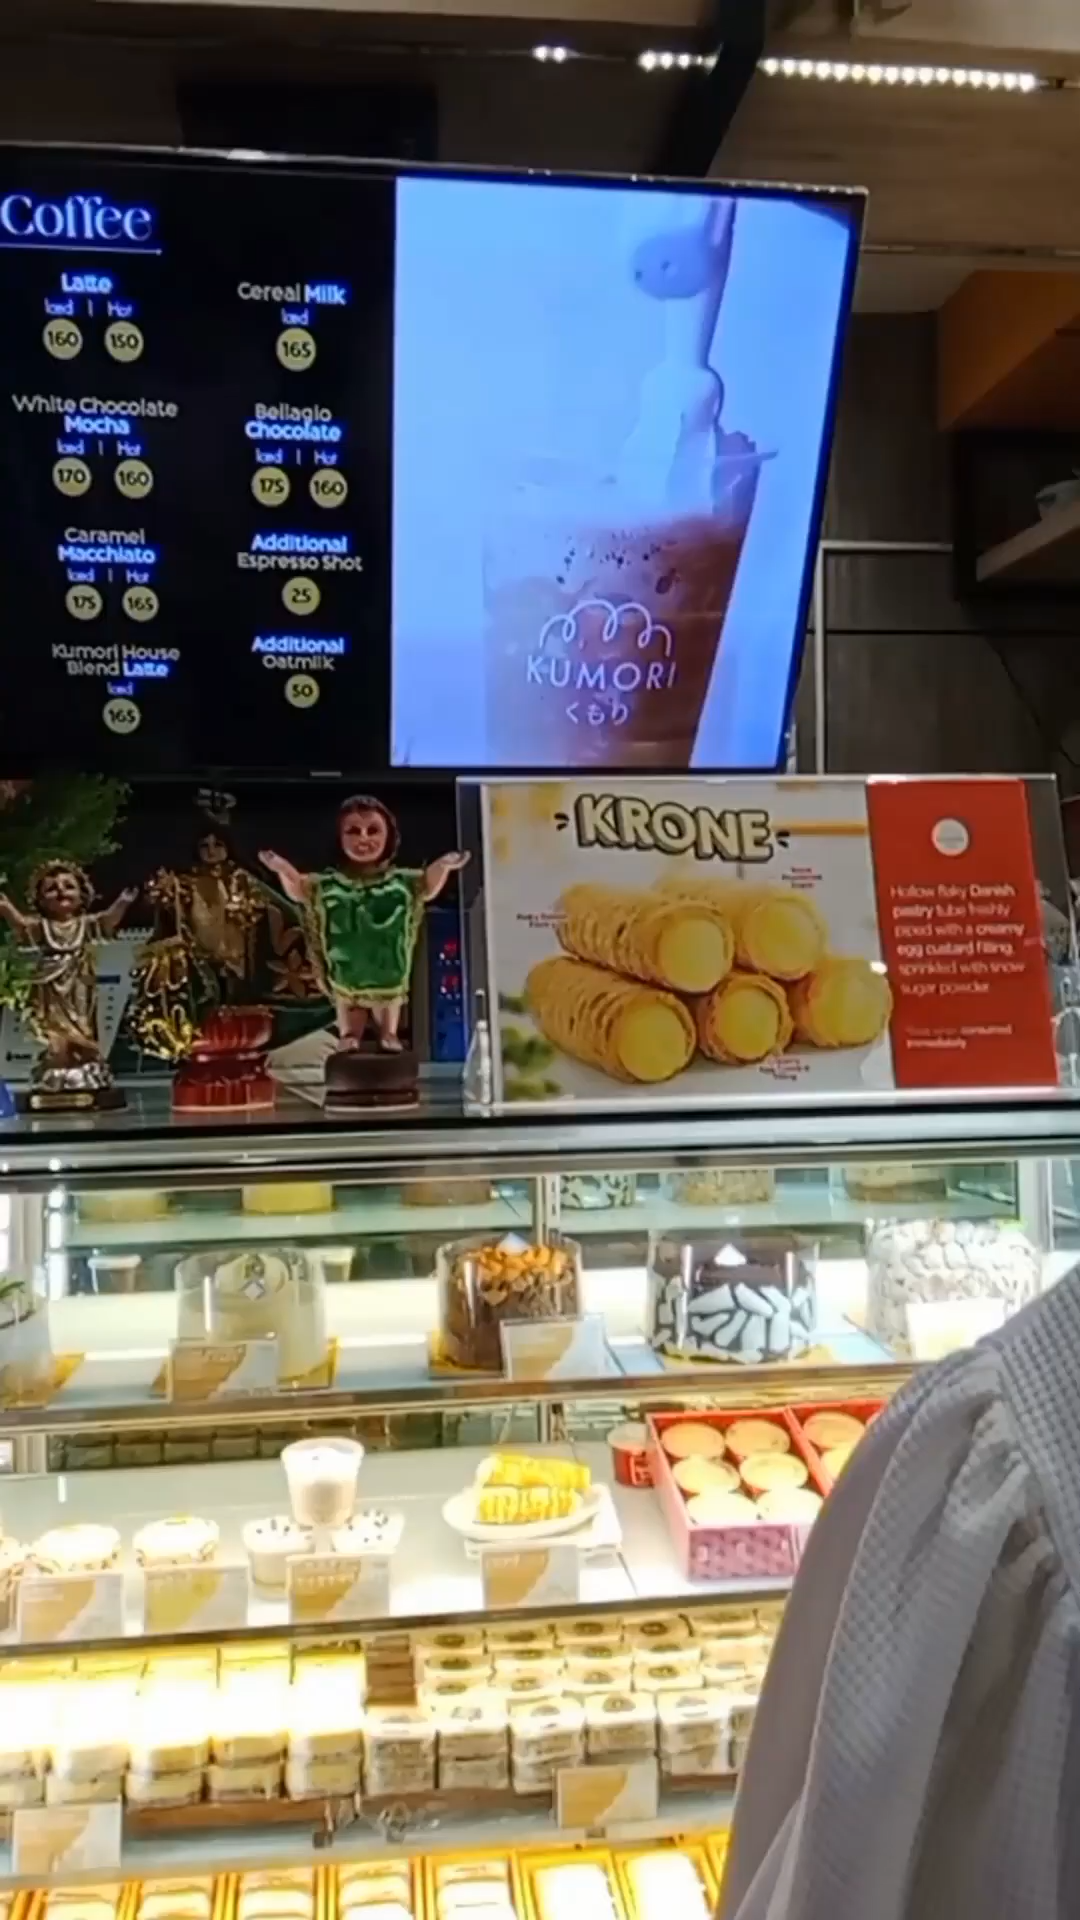 Coffee
Latte
Iced | Hot
160 150
White Chocolate
Mocha
Iced | Hot
170 160
Caramel
Macchiato
Iced | Hot
175 165
Kumori House
Blend Latte
Iced
165
Cereal Milk
Iced
165
Bellagio
Chocolate
Iced | Hot
175 160
Additional
Espresso Shot
25
Additional
Oatmilk
50
KUMORI
くもり
KRONE
Hollow flaky Danish
pastry tube freshly
piped with a creamy
egg custard filling,
sprinkled with snow
sugar powder.
consumed
immediately